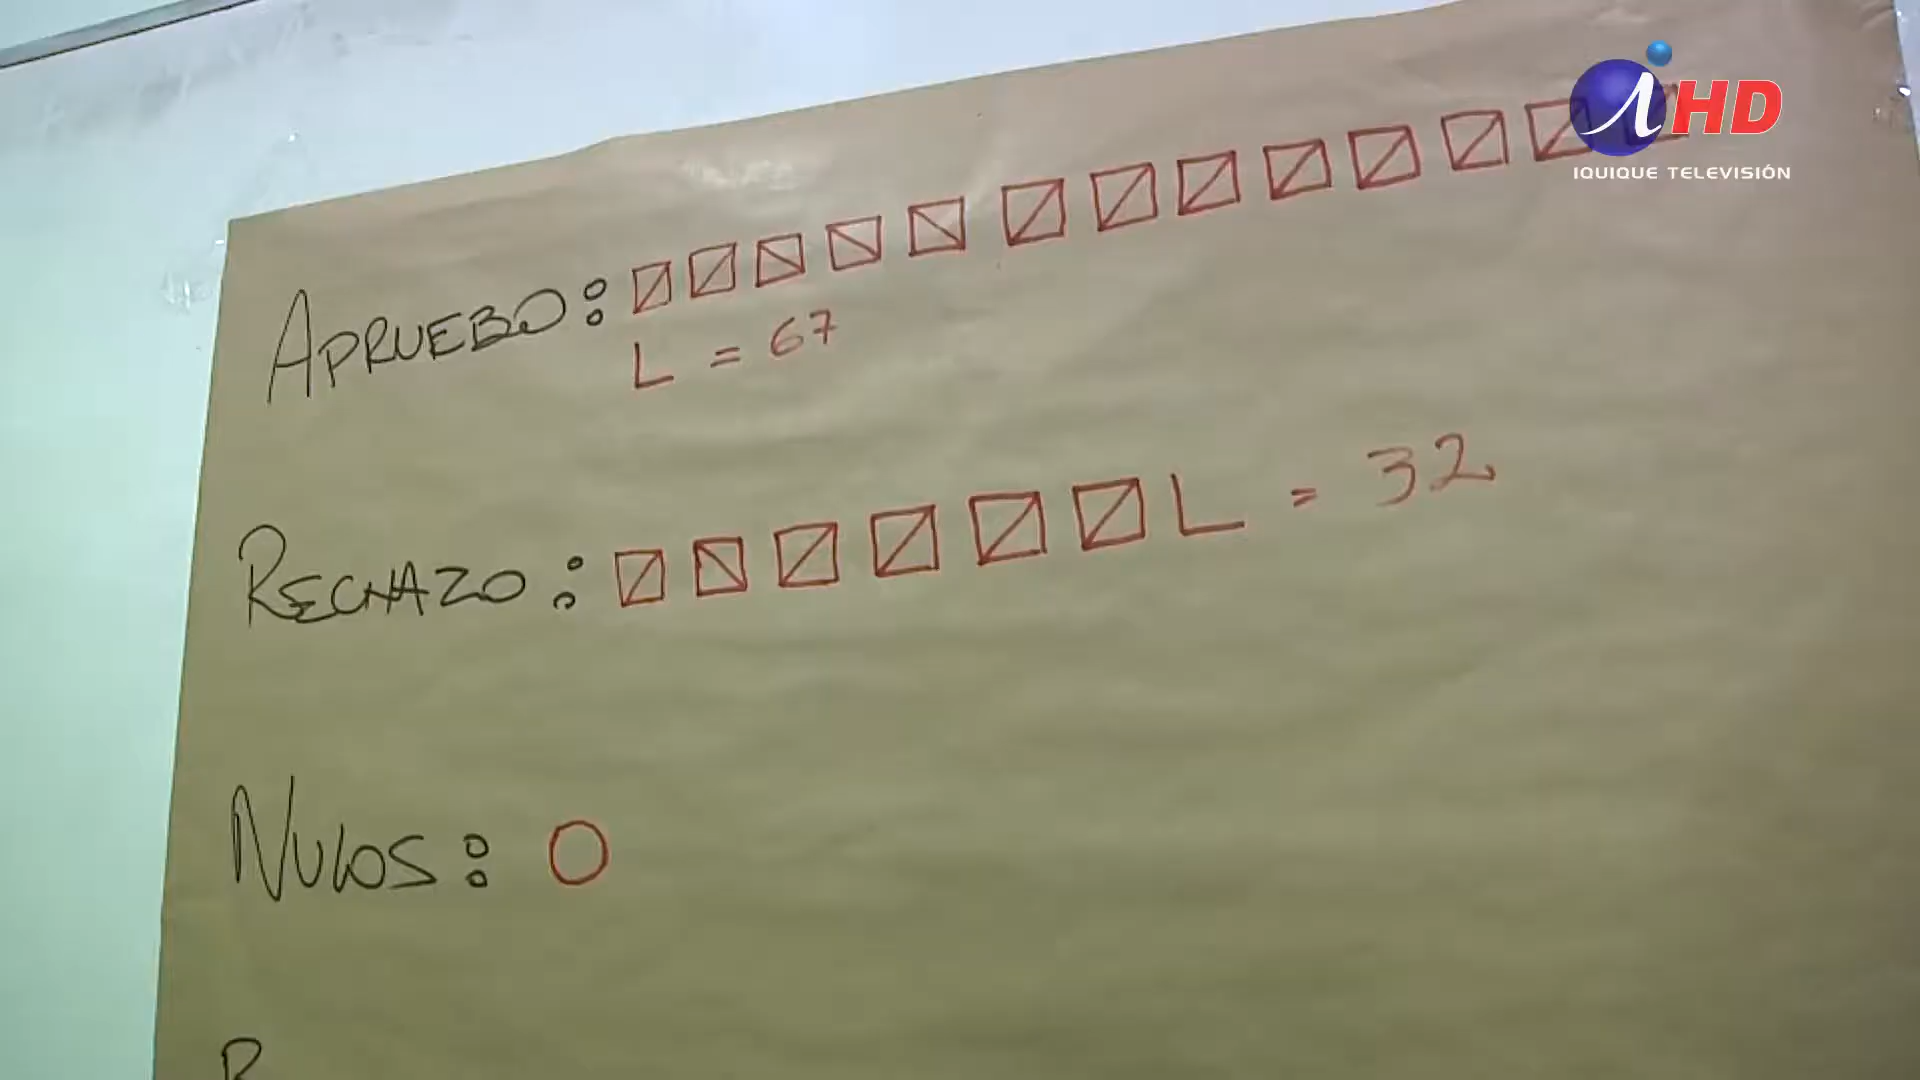 iHD
IQUIQUE TELEVISIÓN
APRUEBO:
= 67
RECHAZO: = 32
NULOS: 0